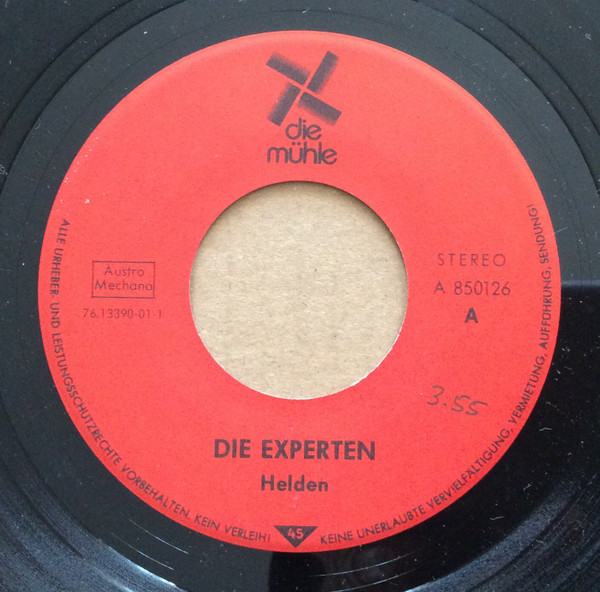 die
mühle
Austro
Mechana
76.13390-01-1
STEREO
A 850126
A
3.55
DIE EXPERTEN
Helden
ALLE URHEBER- UND LEISTUNGSSCHUTZRECHTE VORBEHALTEN. KEIN VERLEIH!
45
KEINE UNERLAUBTE VERVIELFÄLTIGUNG, VERMIETUNG, AUFFÜHRUNG, SENDUNG!